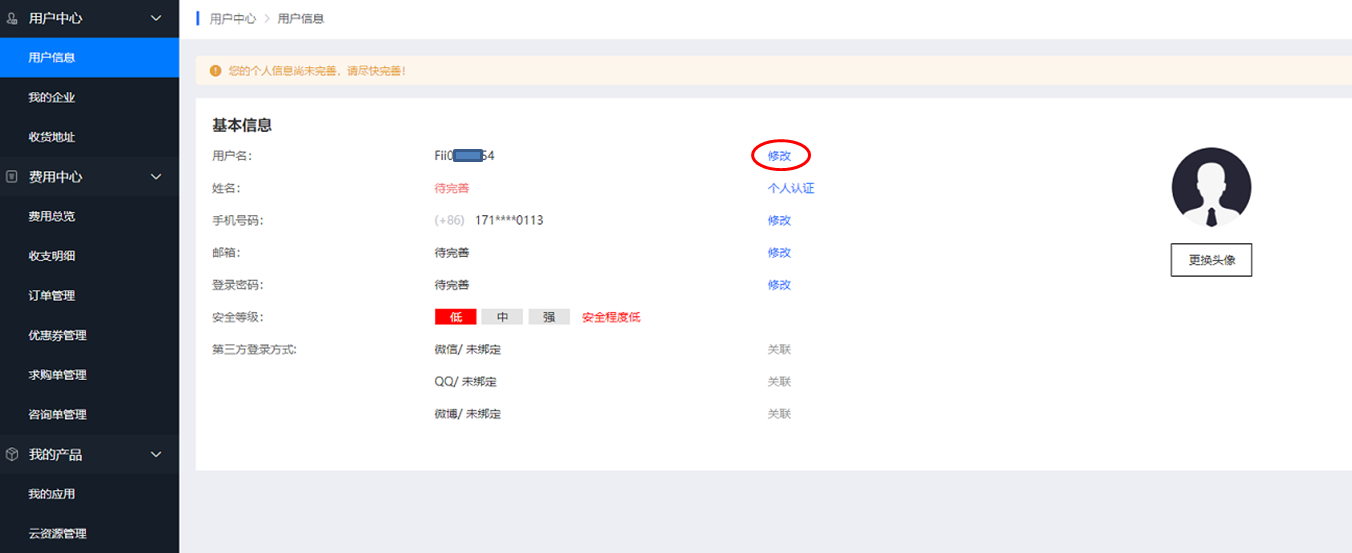 用户中心
用户中心 > 用户信息
用户信息
您的个人信息尚未完善，请尽快完善！
我的企业
收货地址
基本信息
用户名：
Fii0
54
修改
姓名：
待完善
个人认证
手机号码：
(+86) 171****0113
修改
邮箱：
待完善
修改
登录密码：
待完善
修改
安全等级：
低
中
强
安全程度低
第三方登录方式:
微信/ 未绑定
关联
QQ/ 未绑定
关联
微博/ 未绑定
关联
更换头像
费用中心
费用总览
收支明细
订单管理
优惠券管理
求购单管理
咨询单管理
我的产品
我的应用
云资源管理